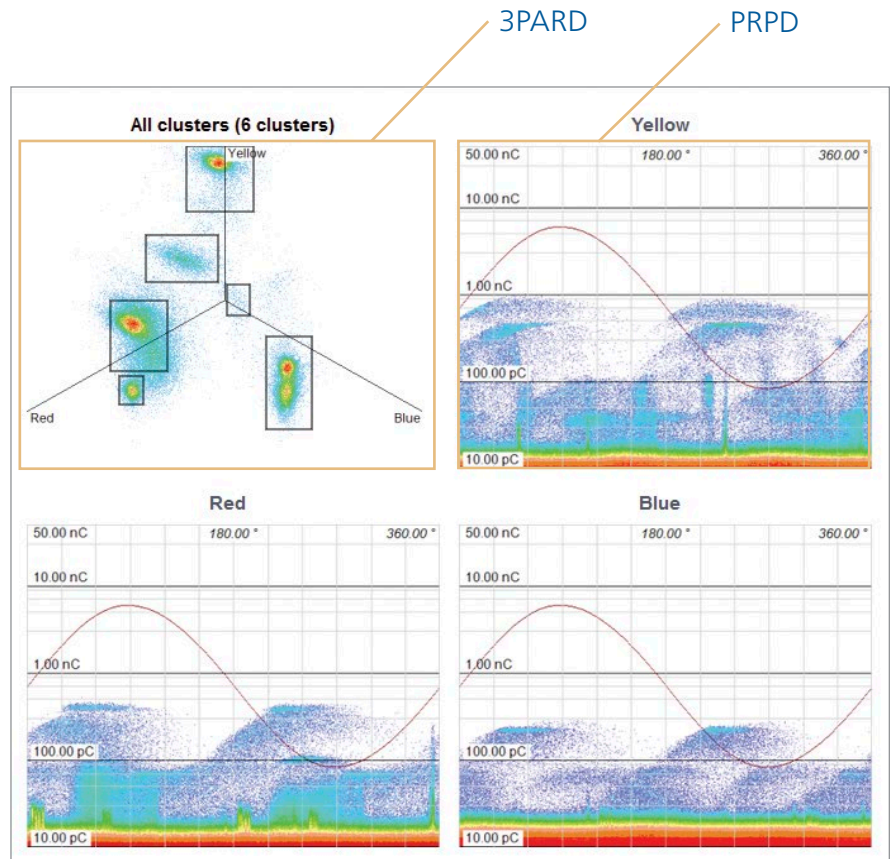 3PARD
PRPD
All clusters (6 clusters)
Yellow
Red
Blue
Yellow
50.00 nC
180.00 °
360.00 °
10.00 nC
1.00 nC
100.00 pC
10.00 pC
Red
50.00 nC
180.00 °
360.00 °
10.00 nC
1.00 nC
100.00 pC
10.00 pC
Blue
50.00 nC
180.00 °
360.00 °
10.00 nC
1.00 nC
100.00 pC
10.00 pC